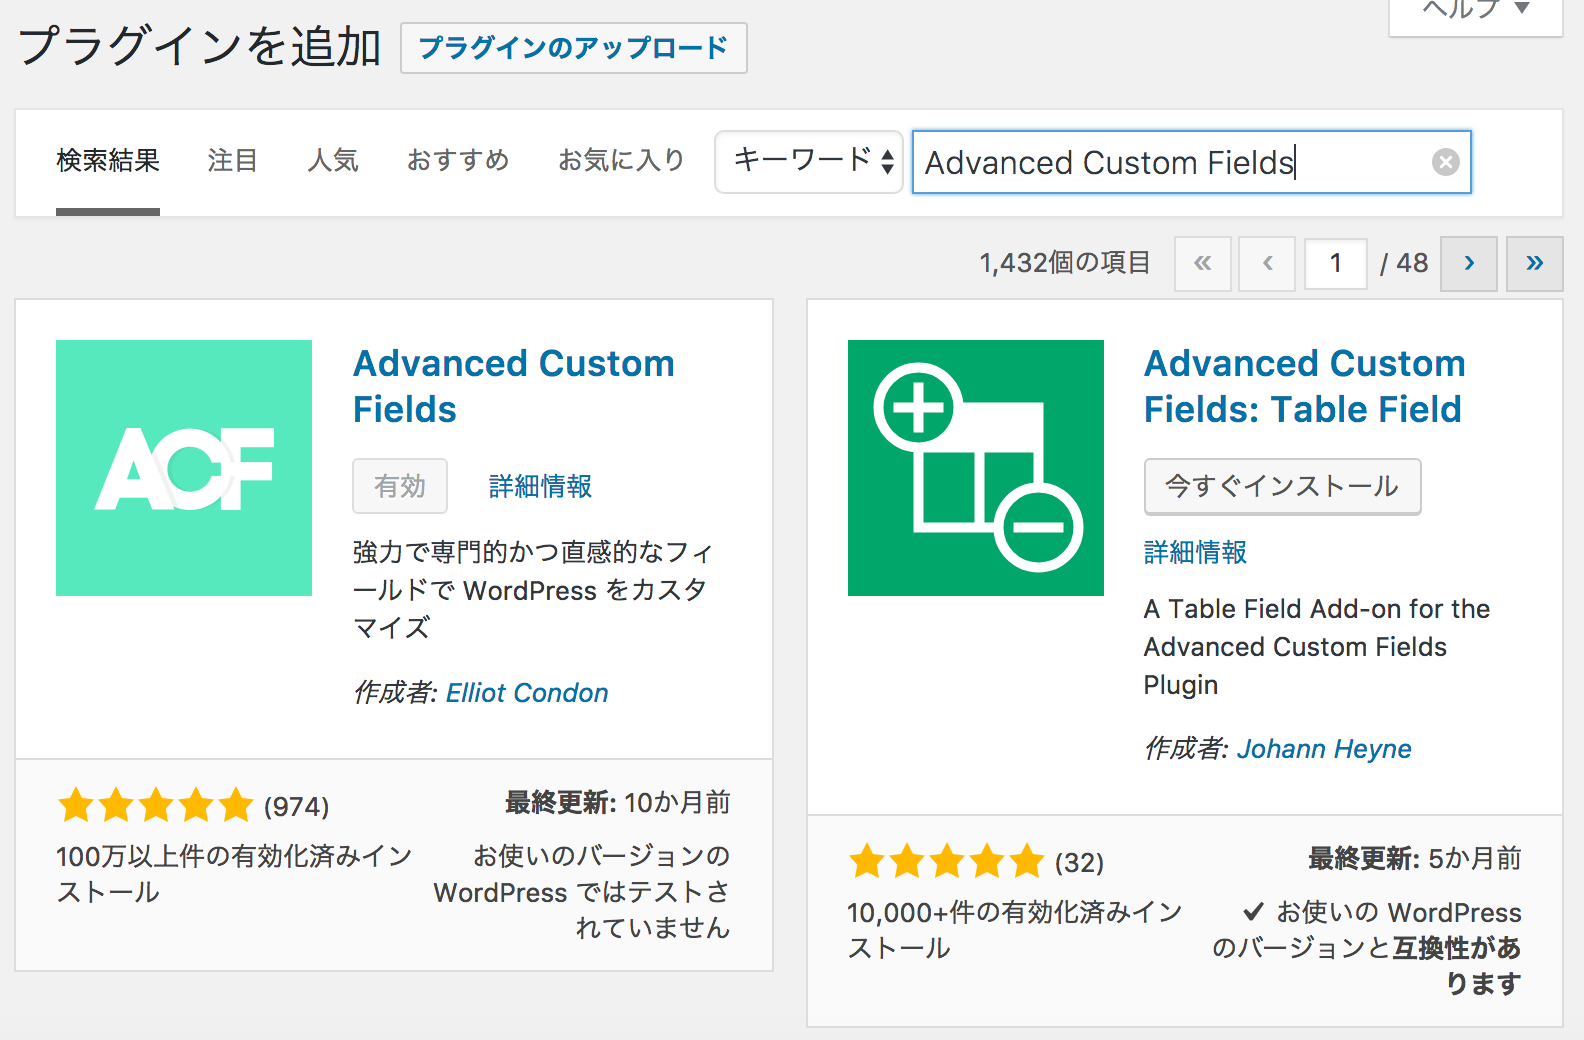 ヘルプ ▼
プラグインを追加 プラグインのアップロード
検索結果 注目 人気 おすすめ お気に入り キーワード Advanced Custom Fields
1,432個の項目 « ‹ 1 / 48 › »
ACF
Advanced Custom
Fields
有効 詳細情報
強力で専門的かつ直感的なフィ
ールドで WordPress をカスタ
マイズ
作成者: Elliot Condon
(974)
100万以上件の有効化済みイン
ストール
最終更新: 10か月前
お使いのバージョンの
WordPress ではテストさ
れていません
Advanced Custom
Fields: Table Field
今すぐインストール
詳細情報
A Table Field Add-on for the
Advanced Custom Fields
Plugin
作成者: Johann Heyne
(32)
10,000+件の有効化済みイン
ストール
最終更新: 5か月前
✔ お使いの WordPress
のバージョンと互換性があ
ります